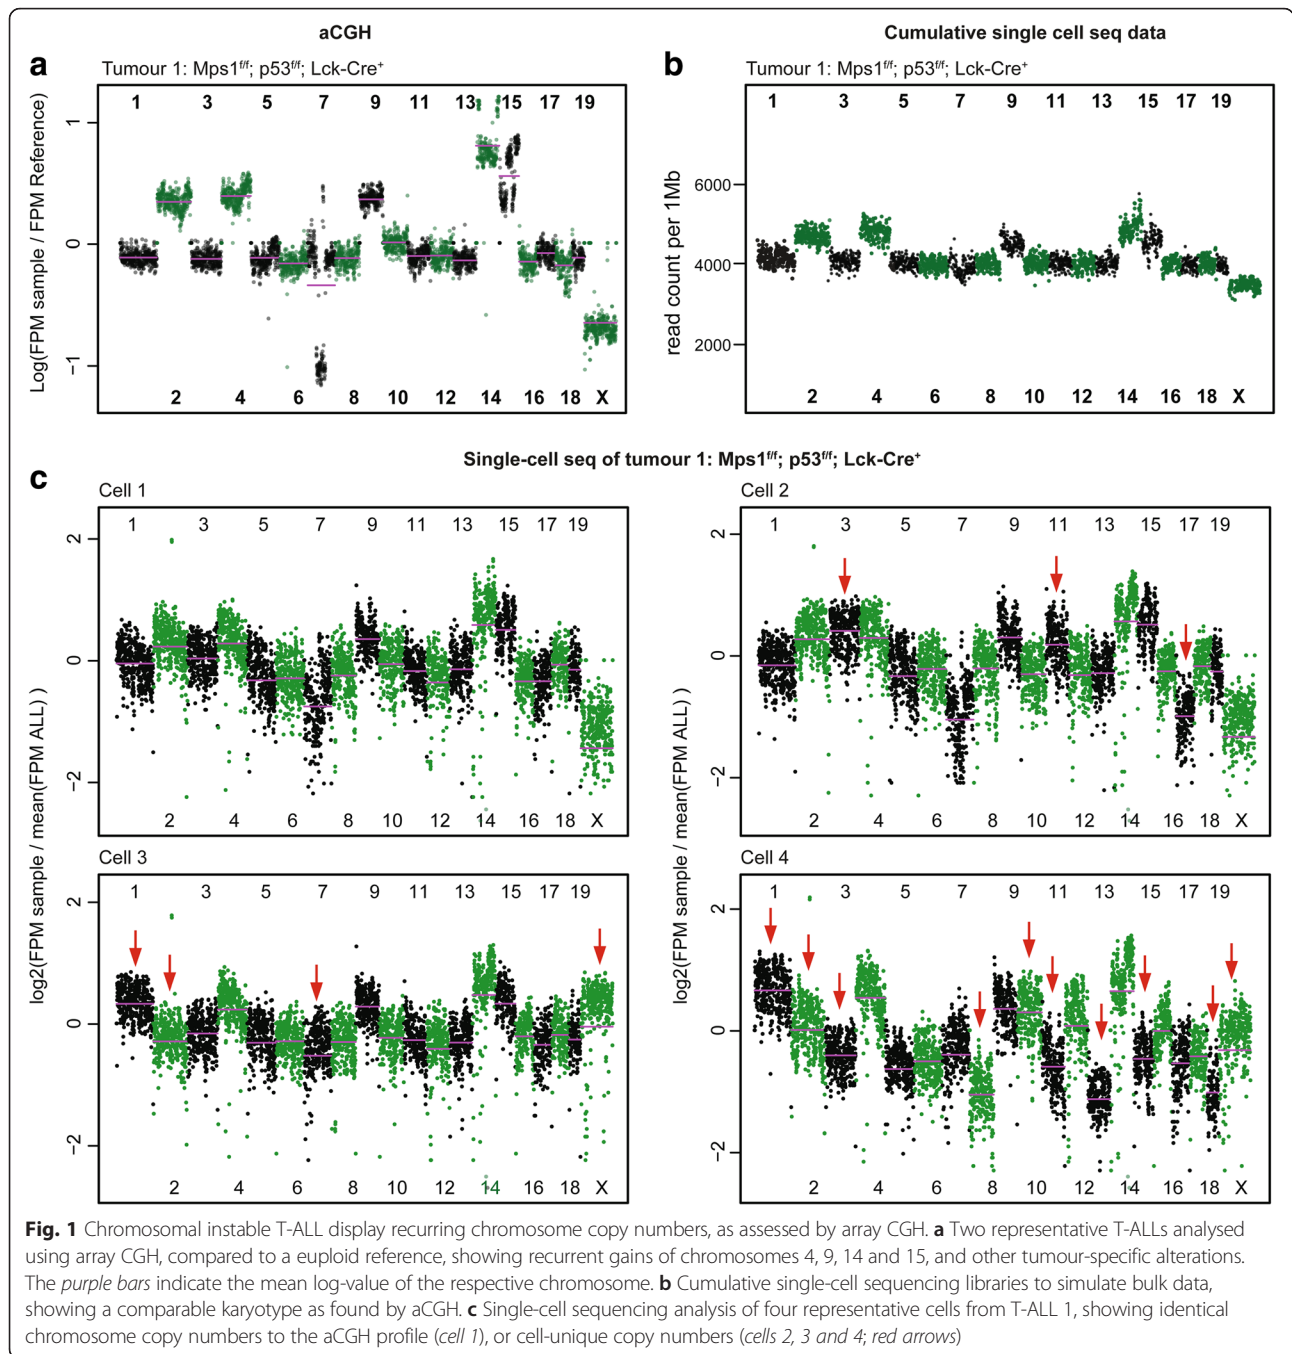 aCGH
Cumulative single cell seq data
a
Tumour 1: Mps1f/f; p53f/f; Lck-Cre+
b
Tumour 1: Mps1f/f; p53f/f; Lck-Cre+
1 3 5 7 9 11 13 15 17 19
1 3 5 7 9 11 13 15 17 19
Log(FPM sample / FPM Reference)
1
0
−1
read count per 1Mb
6000
4000
2000
2 4 6 8 10 12 14 16 18 X
2 4 6 8 10 12 14 16 18 X
Single-cell seq of tumour 1: Mps1f/f; p53f/f; Lck-Cre+
c
Cell 1
Cell 2
1 3 5 7 9 11 13 15 17 19
1 3 5 7 9 11 13 15 17 19
2
0
−2
2
0
−2
2 4 6 8 10 12 14 16 18 X
2 4 6 8 10 12 14 16 18 X
log2(FPM sample / mean(FPM ALL))
log2(FPM sample / mean(FPM ALL))
Cell 3
Cell 4
1 3 5 7 9 11 13 15 17 19
1 3 5 7 9 11 13 15 17 19
2
0
−2
2
0
−2
2 4 6 8 10 12 14 16 18 X
2 4 6 8 10 12 14 16 18 X
Fig. 1 Chromosomal instable T-ALL display recurring chromosome copy numbers, as assessed by array CGH. a Two representative T-ALLs analysed
using array CGH, compared to a euploid reference, showing recurrent gains of chromosomes 4, 9, 14 and 15, and other tumour-specific alterations.
The purple bars indicate the mean log-value of the respective chromosome. b Cumulative single-cell sequencing libraries to simulate bulk data,
showing a comparable karyotype as found by aCGH. c Single-cell sequencing analysis of four representative cells from T-ALL 1, showing identical
chromosome copy numbers to the aCGH profile (cell 1), or cell-unique copy numbers (cells 2, 3 and 4; red arrows)